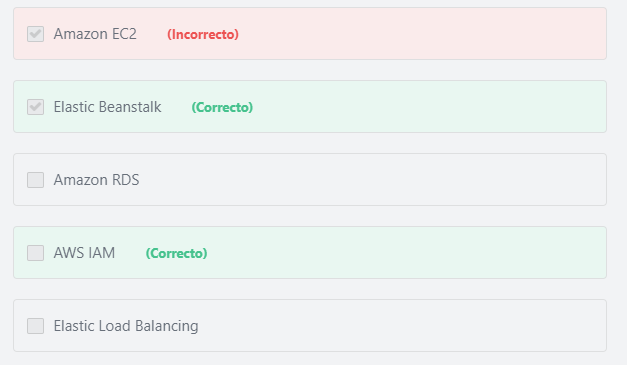 Amazon EC2 (Incorrecto)
Elastic Beanstalk (Correcto)
Amazon RDS
AWS IAM (Correcto)
Elastic Load Balancing